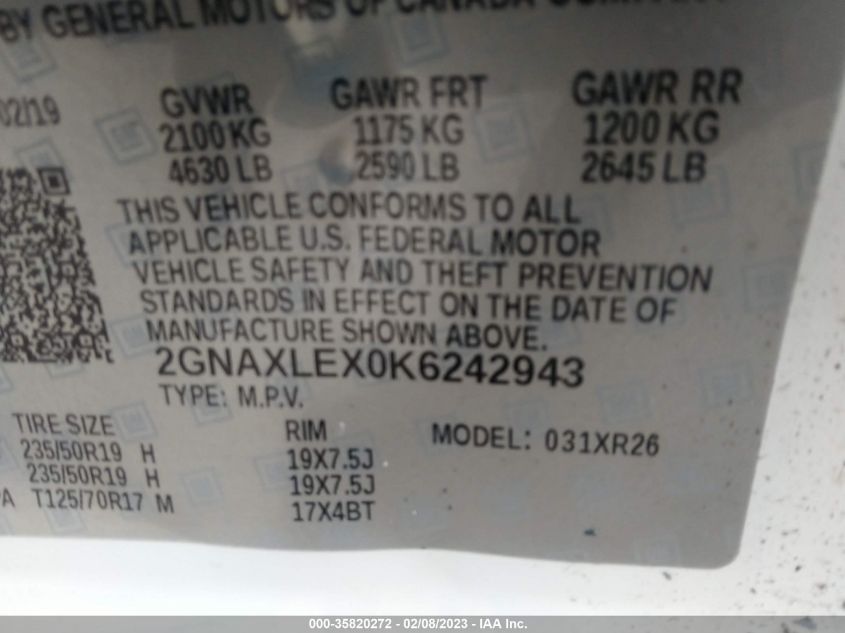 BY GENERAL MOTORS OF CANADA COMPANY
02/19 GVWR GAWR FRT GAWR RR
2100 KG 1175 KG 1200 KG
4630 LB 2590 LB 2645 LB
THIS VEHICLE CONFORMS TO ALL
APPLICABLE U.S. FEDERAL MOTOR
VEHICLE SAFETY AND THEFT PREVENTION
STANDARDS IN EFFECT ON THE DATE OF
MANUFACTURE SHOWN ABOVE.
2GNAXLEX0K6242943
TYPE: M.P.V.
TIRE SIZE RIM MODEL: 031XR26
235/50R19 H 19X7.5J
235/50R19 H 19X7.5J
T125/70R17 M 17X4BT
000-35820272 - 02/08/2023 - IAA Inc.